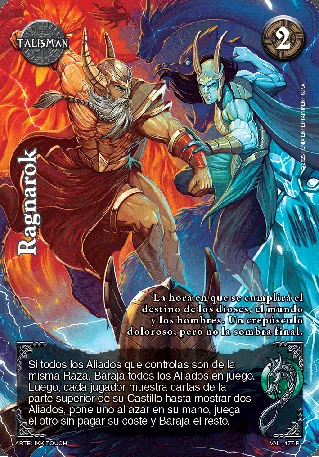 TALISMAN
2
Ragnarok
La hora en que se cumplirá el
destino de los dioses, el mundo
y los hombres. Un crepúsculo
doloroso, pero no la sombra final.
Si todos los Aliados que controlas son de la
misma Raza, Baraja todos los Aliados en juego.
Luego, cada jugador muestra cartas de la
parte superior de su Castillo hasta mostrar dos
Aliados, pone uno al azar en su mano, juega
el otro sin pagar su coste y Baraja el resto.